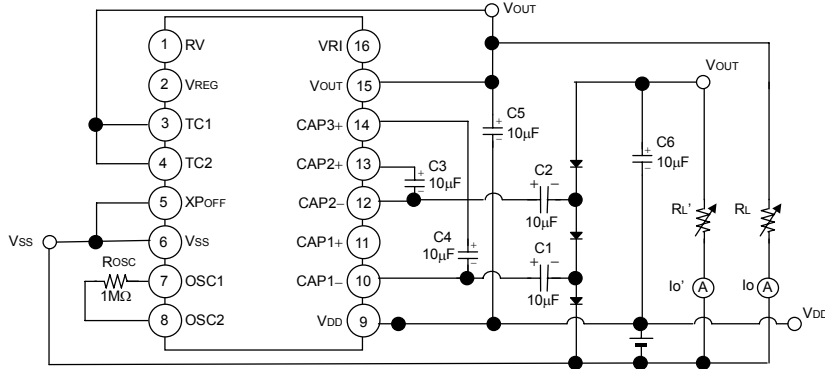 VOUT
1 RV
VRI 16
2 VREG
VOUT 15
3 TC1
CAP3+ 14
4 TC2
CAP2+ 13
5 XPOFF
CAP2− 12
6 VSS
CAP1+ 11
7 OSC1
CAP1− 10
8 OSC2
VDD 9
VSS
ROSC
1MΩ
C5
+
−
10µF
C3
+
−
10µF
C4
+
−
10µF
C2
+ −
10µF
C1
+ −
10µF
C6
+
−
10µF
VOUT
RL'
RL
Io'
A
Io
A
VDD